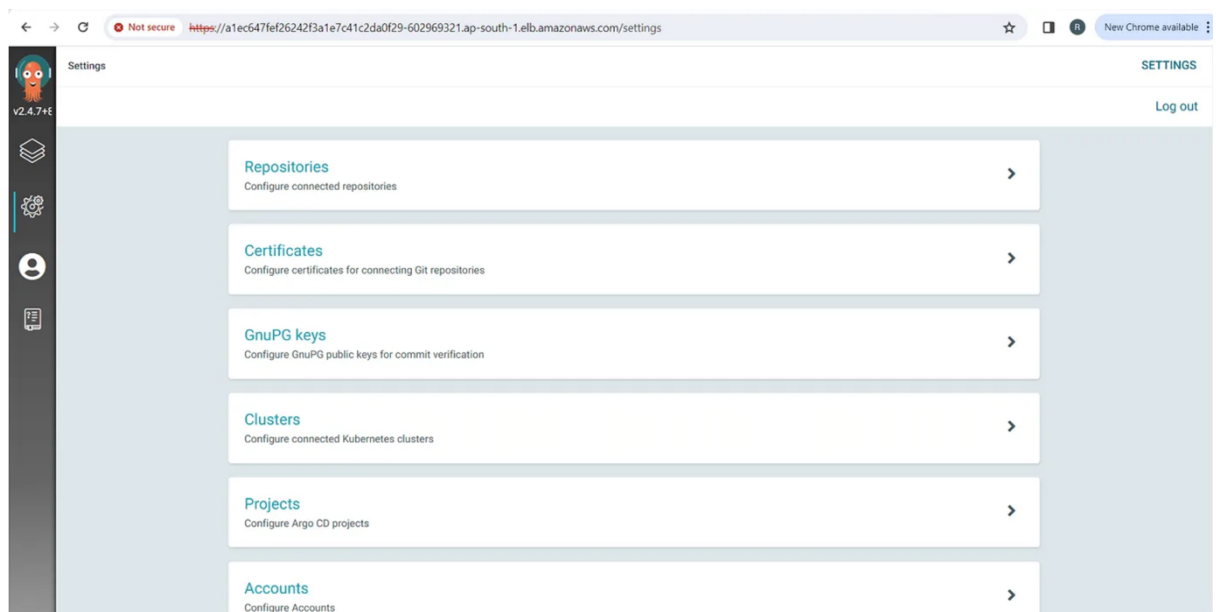 Not secure https://a1ec647fef26242f3a1e7c41c2da0f29-602969321.ap-south-1.elb.amazonaws.com/settings R New Chrome available
Settings SETTINGS
v2.4.7+E
Log out
Repositories
Configure connected repositories
Certificates
Configure certificates for connecting Git repositories
GnuPG keys
Configure GnuPG public keys for commit verification
Clusters
Configure connected Kubernetes clusters
Projects
Configure Argo CD projects
Accounts
Configure Accounts